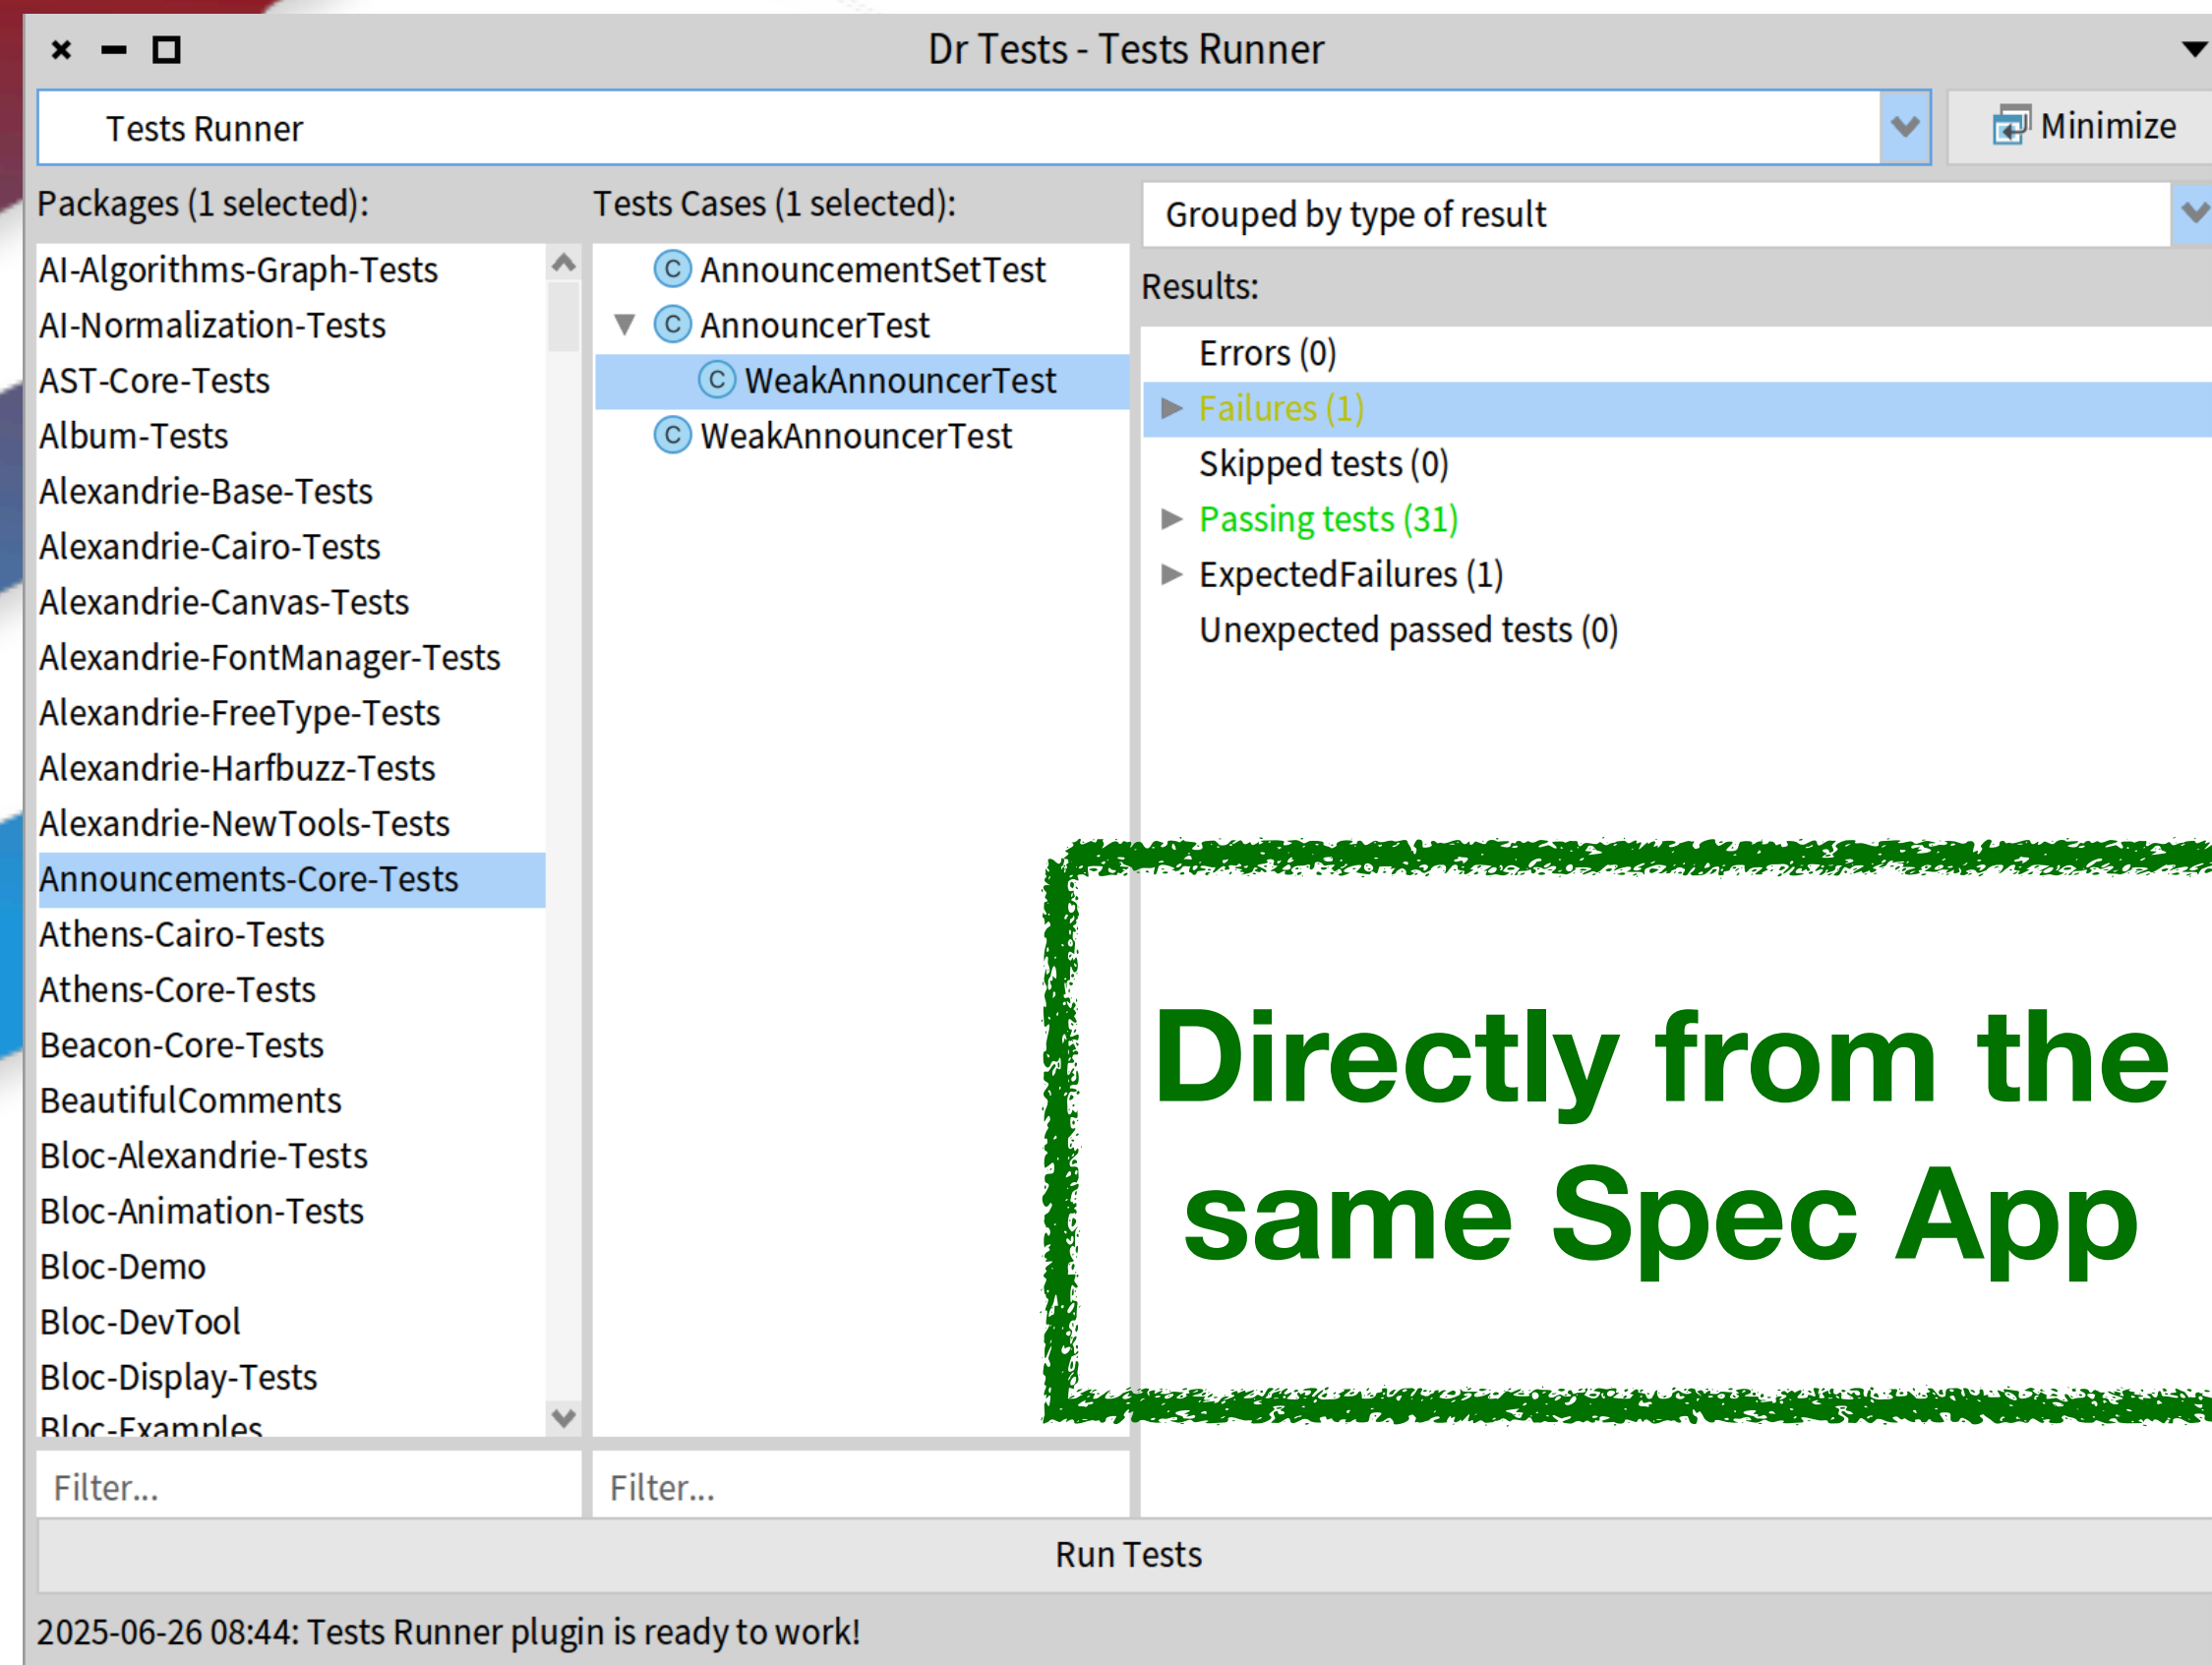 Dr Tests - Tests Runner
Tests Runner
Minimize
Packages (1 selected):
AI-Algorithms-Graph-Tests
AI-Normalization-Tests
AST-Core-Tests
Album-Tests
Alexandrie-Base-Tests
Alexandrie-Cairo-Tests
Alexandrie-Canvas-Tests
Alexandrie-FontManager-Tests
Alexandrie-FreeType-Tests
Alexandrie-Harfbuzz-Tests
Alexandrie-NewTools-Tests
Announcements-Core-Tests
Athens-Cairo-Tests
Athens-Core-Tests
Beacon-Core-Tests
BeautifulComments
Bloc-Alexandrie-Tests
Bloc-Animation-Tests
Bloc-Demo
Bloc-DevTool
Bloc-Display-Tests
Bloc-Examples
Filter...
Tests Cases (1 selected):
C AnnouncementSetTest
C AnnouncerTest
C WeakAnnouncerTest
C WeakAnnouncerTest
Filter...
Grouped by type of result
Results:
Errors (0)
Failures (1)
Skipped tests (0)
Passing tests (31)
ExpectedFailures (1)
Unexpected passed tests (0)
Directly from the
same Spec App
Run Tests
2025-06-26 08:44: Tests Runner plugin is ready to work!